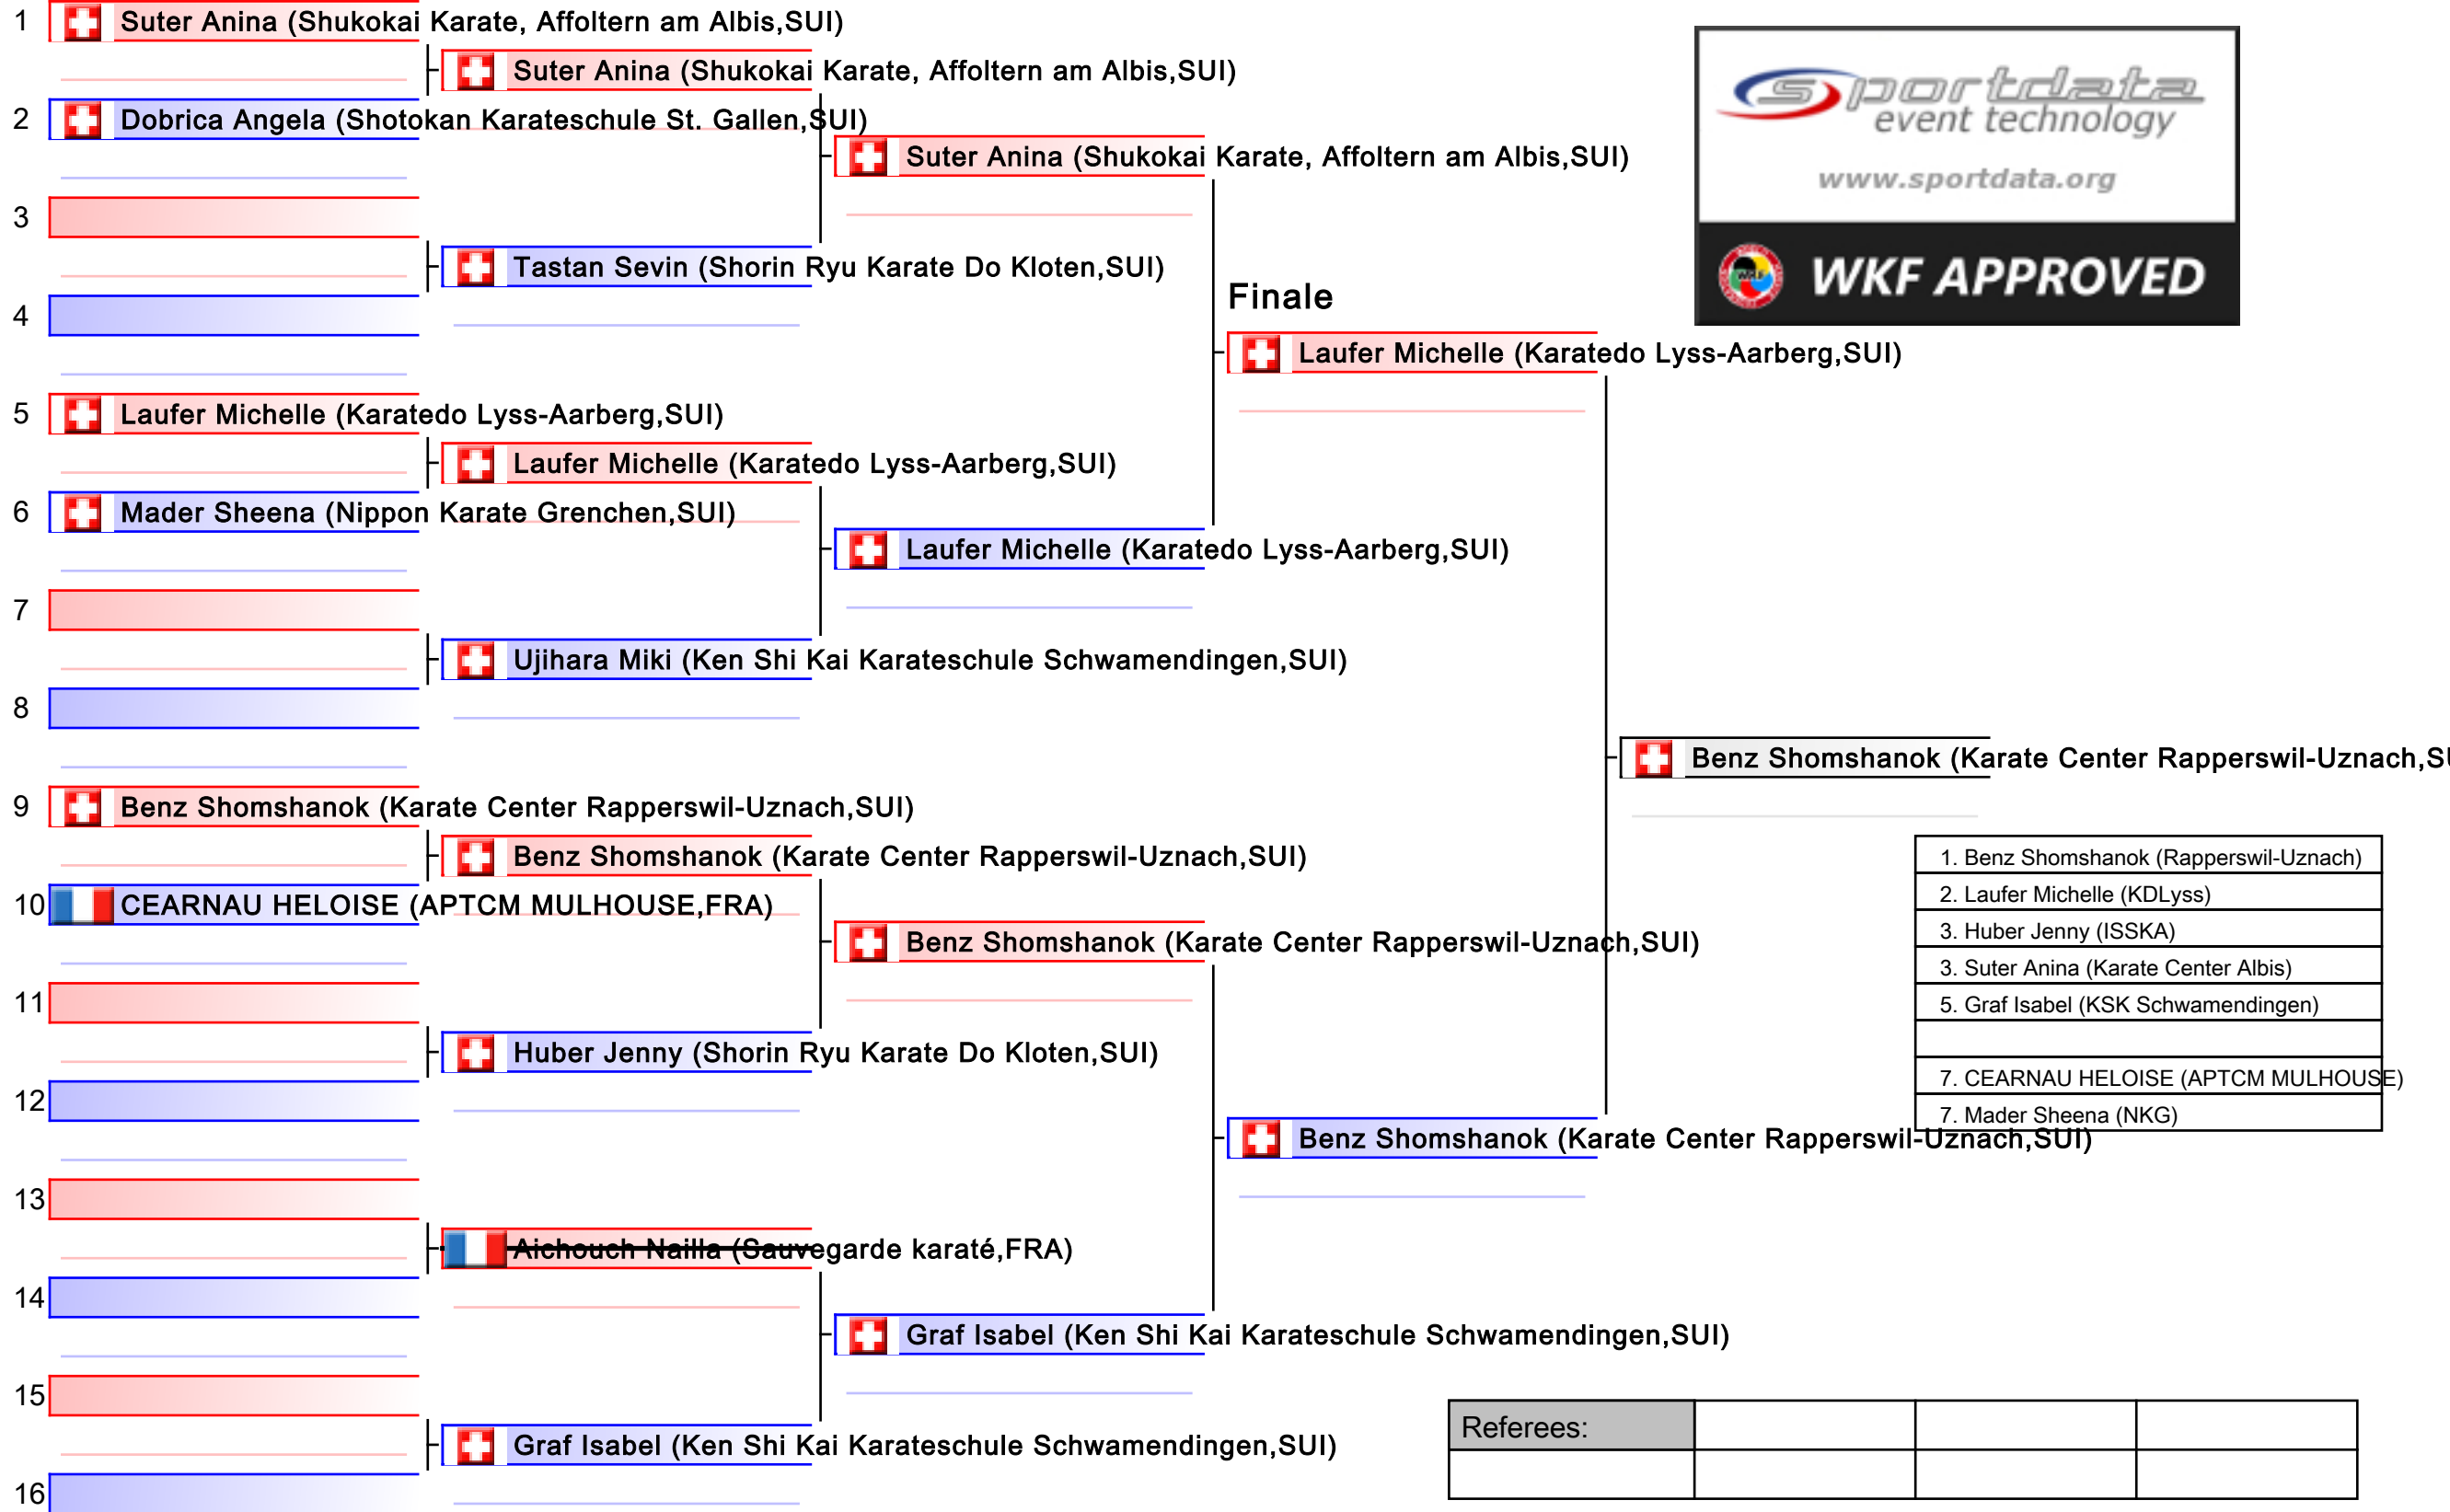 1 Suter Anina (Shukokai Karate, Affoltern am Albis,SUI)
Suter Anina (Shukokai Karate, Affoltern am Albis,SUI)
2 Dobrica Angela (Shotokan Karateschule St. Gallen,SUI)
Suter Anina (Shukokai Karate, Affoltern am Albis,SUI)
3
Tastan Sevin (Shorin Ryu Karate Do Kloten,SUI)
4
Finale
Laufer Michelle (Karatedo Lyss-Aarberg,SUI)
5 Laufer Michelle (Karatedo Lyss-Aarberg,SUI)
Laufer Michelle (Karatedo Lyss-Aarberg,SUI)
6 Mader Sheena (Nippon Karate Grenchen,SUI)
Laufer Michelle (Karatedo Lyss-Aarberg,SUI)
7
Ujihara Miki (Ken Shi Kai Karateschule Schwamendingen,SUI)
8
Benz Shomshanok (Karate Center Rapperswil-Uznach,SU
9 Benz Shomshanok (Karate Center Rapperswil-Uznach,SUI)
Benz Shomshanok (Karate Center Rapperswil-Uznach,SUI)
10 CEARNAU HELOISE (APTCM MULHOUSE,FRA)
Benz Shomshanok (Karate Center Rapperswil-Uznach,SUI)
11
Huber Jenny (Shorin Ryu Karate Do Kloten,SUI)
12
Benz Shomshanok (Karate Center Rapperswil-Uznach,SUI)
13
Aichouch Nailla (Sauvegarde karaté,FRA)
14
Graf Isabel (Ken Shi Kai Karateschule Schwamendingen,SUI)
15
Graf Isabel (Ken Shi Kai Karateschule Schwamendingen,SUI)
16
sportdata
event technology
www.sportdata.org
WKF
WKF APPROVED
1. Benz Shomshanok (Rapperswil-Uznach)
2. Laufer Michelle (KDLyss)
3. Huber Jenny (ISSKA)
3. Suter Anina (Karate Center Albis)
5. Graf Isabel (KSK Schwamendingen)
7. CEARNAU HELOISE (APTCM MULHOUSE)
7. Mader Sheena (NKG)
Referees: